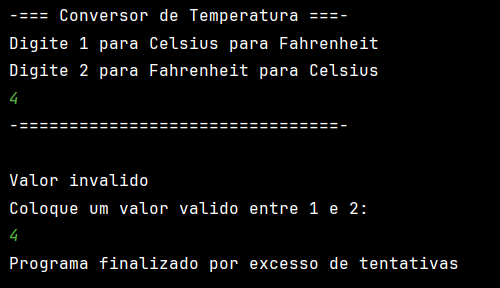 -=== Conversor de Temperatura ===-
Digite 1 para Celsius para Fahrenheit
Digite 2 para Fahrenheit para Celsius
4
-================================-
Valor invalido
Coloque um valor valido entre 1 e 2:
4
Programa finalizado por excesso de tentativas